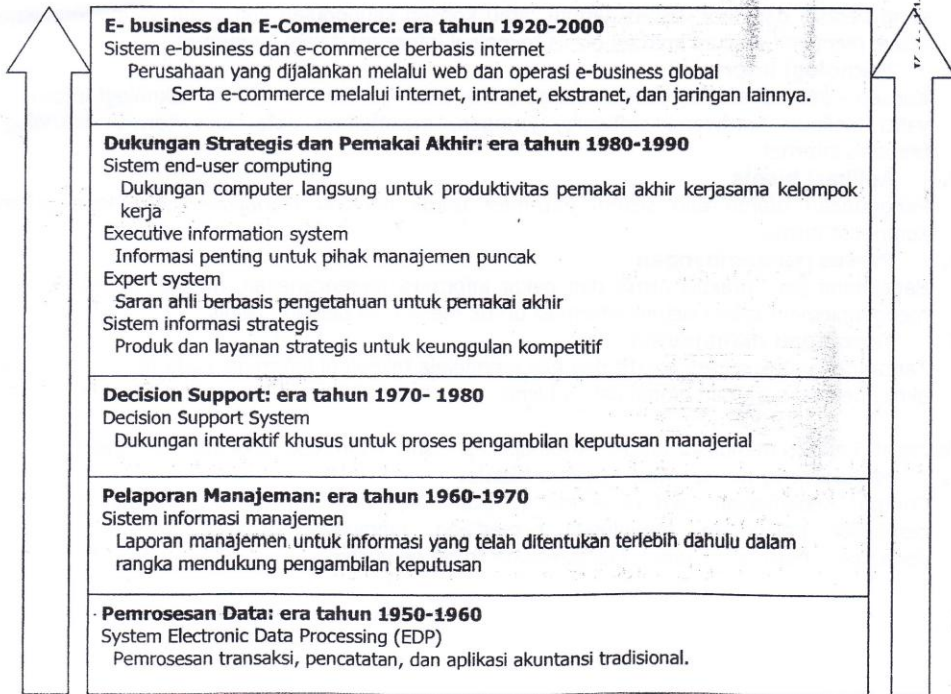 E- business dan E-Comemerce: era tahun 1920-2000
Sistem e-business dan e-commerce berbasis internet
Perusahaan yang dijalankan melalui web dan operasi e-business global
Serta e-commerce melalui internet, intranet, ekstranet, dan jaringan lainnya.
Dukungan Strategis dan Pemakai Akhir: era tahun 1980-1990
Sistem end-user computing
Dukungan computer langsung untuk produktivitas pemakai akhir kerjasama kelompok
kerja
Executive information system
Informasi penting untuk pihak manajemen puncak
Expert system
Saran ahli berbasis pengetahuan untuk pemakai akhir
Sistem informasi strategis
Produk dan layanan strategis untuk keunggulan kompetitif
Decision Support: era tahun 1970- 1980
Decision Support System
Dukungan interaktif khusus untuk proses pengambilan keputusan manajerial
Pelaporan Manajeman: era tahun 1960-1970
Sistem informasi manajemen
Laporan manajemen untuk informasi yang telah ditentukan terlebih dahulu dalam
rangka mendukung pengambilan keputusan
Pemrosesan Data: era tahun 1950-1960
System Electronic Data Processing (EDP)
Pemrosesan transaksi, pencatatan, dan aplikasi akuntansi tradisional.